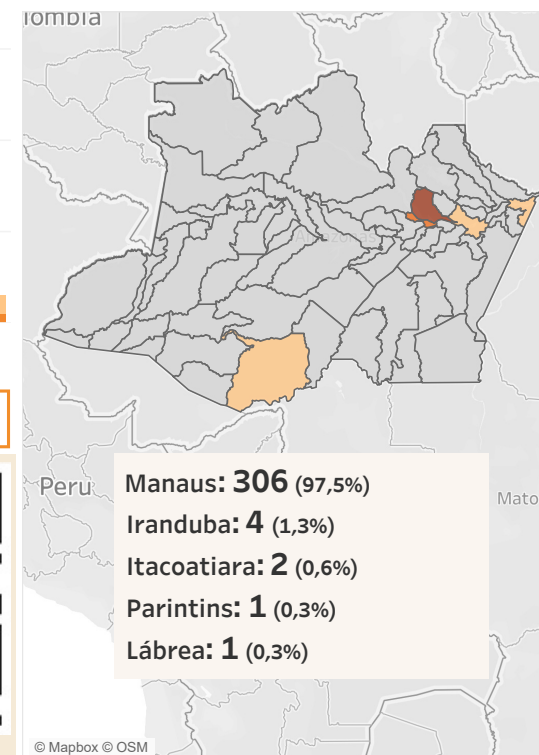 lombia
Amazonas
Peru
Mato
Manaus: 306 (97,5%)
Iranduba: 4 (1,3%)
Itacoatiara: 2 (0,6%)
Parintins: 1 (0,3%)
Lábrea: 1 (0,3%)
© Mapbox © OSM